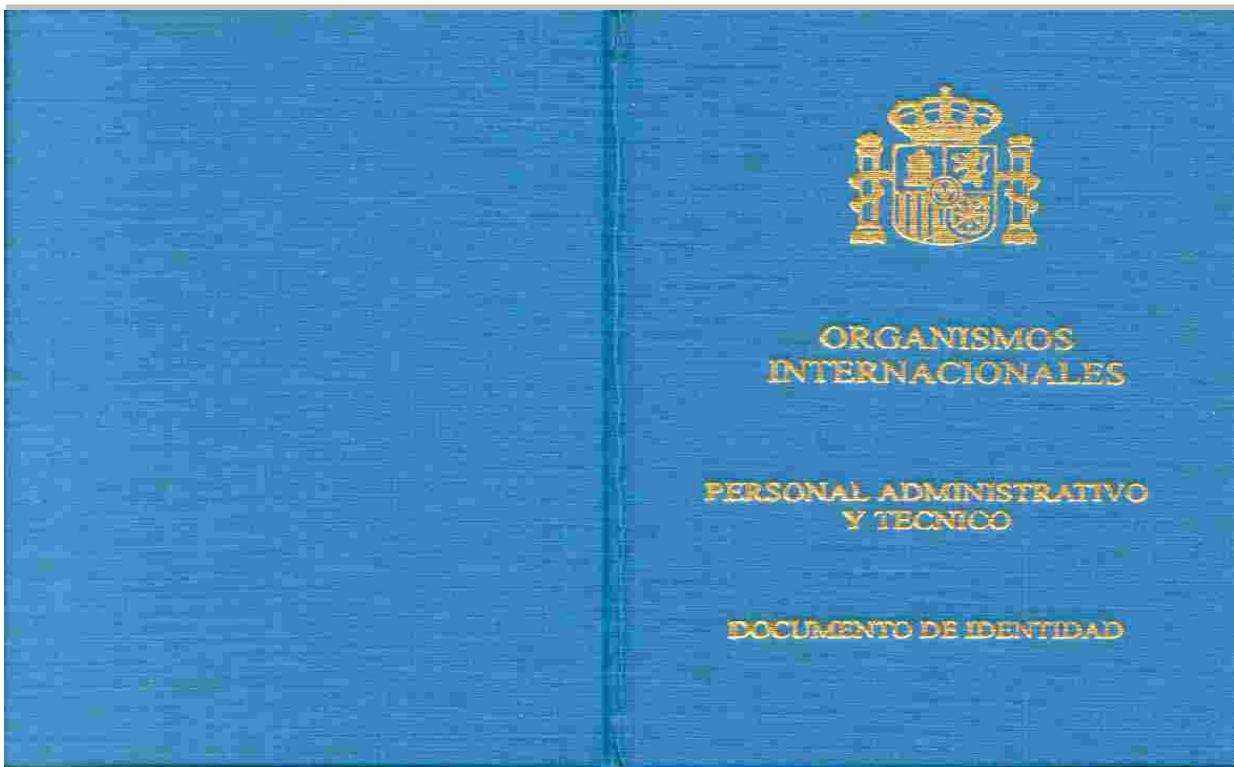 ORGANISMOS
INTERNACIONALES
PERSONAL ADMINISTRATIVO
Y TECNICO
DOCUMENTO DE IDENTIDAD